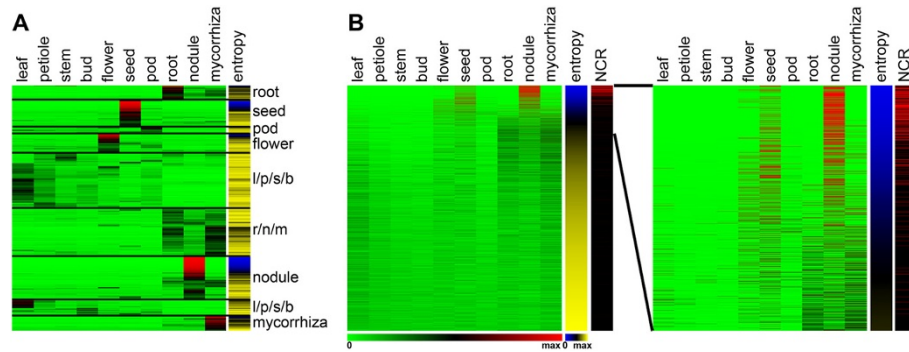 A
leaf
petiole
stem
bud
flower
seed
pod
root
nodule
mycorrhiza
entropy
root
seed
pod
flower
l/p/s/b
r/n/m
nodule
l/p/s/b
mycorrhiza
B
leaf
petiole
stem
bud
flower
seed
pod
root
nodule
mycorrhiza
entropy
NCR
0
max
0
max
leaf
petiole
stem
bud
flower
seed
pod
root
nodule
mycorrhiza
entropy
NCR